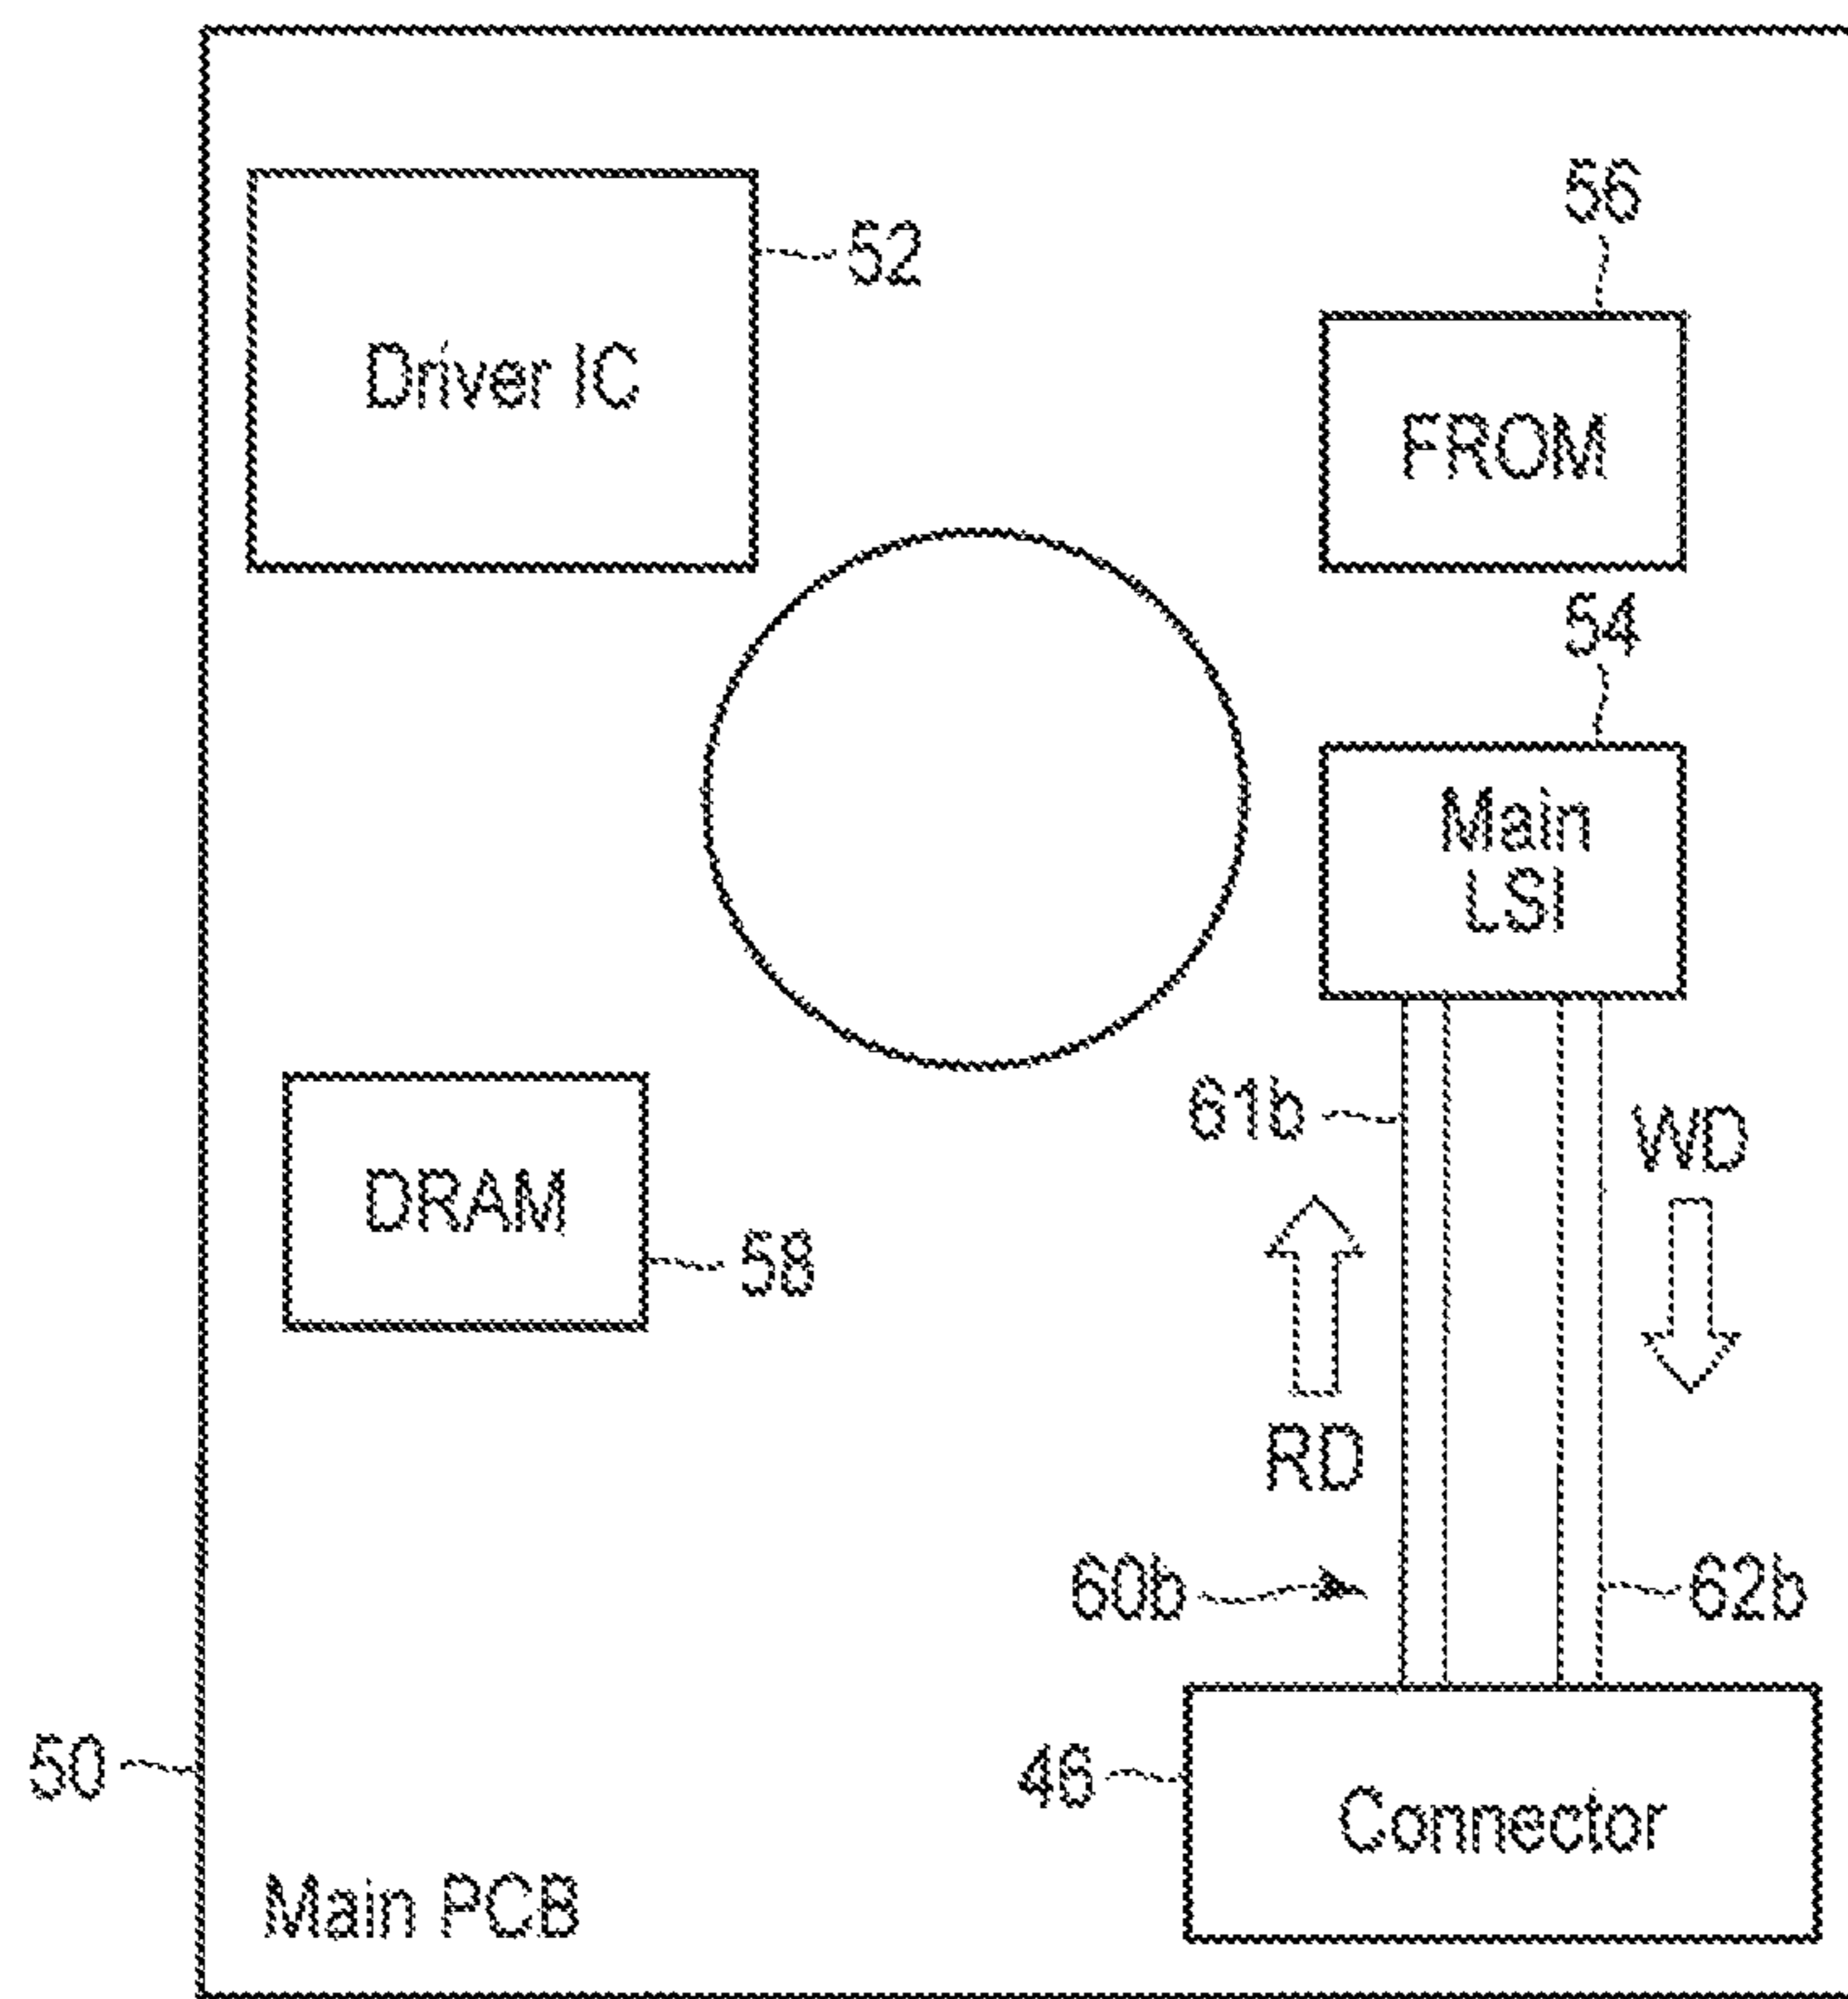 56
52
Driver IC
FROM
54
Main
LSI
61b
WD
DRAM
58
RD
60b
62b
50
46
Connector
Main PCB